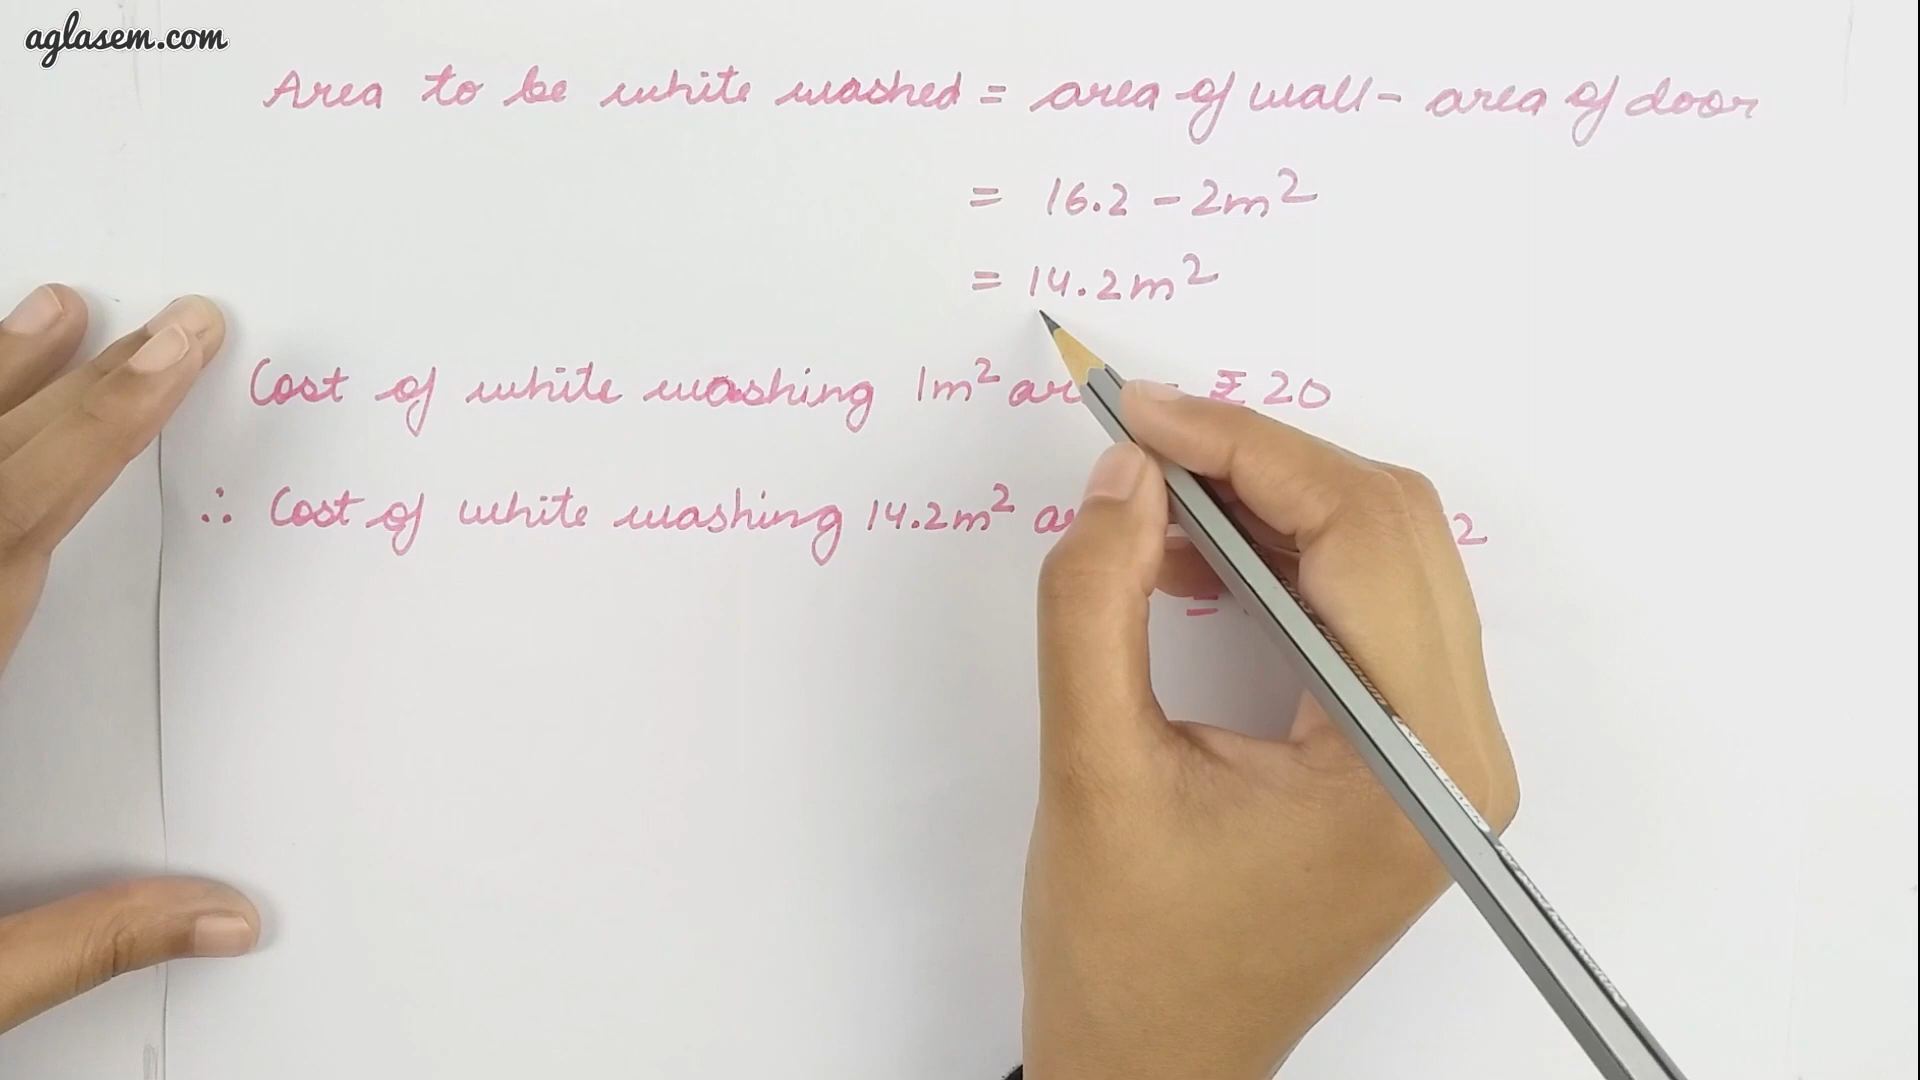 aglasem.com
Area to be white washed = area of wall - area of door
= 16.2 - 2m²
= 14.2m²
Cost of white washing 1m² = ₹ 20
∴ Cost of white washing 14.2m² 2
=